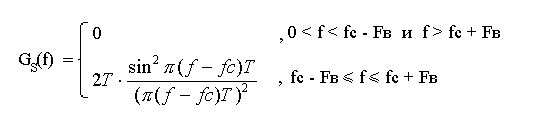 0 , 0 < f < fc - Fв и f > fc + Fв
G_S(f) =
2T · sin² π(f − fc)T / (π(f − fc)T)² , fc - Fв ⩽ f ⩽ fc + Fв